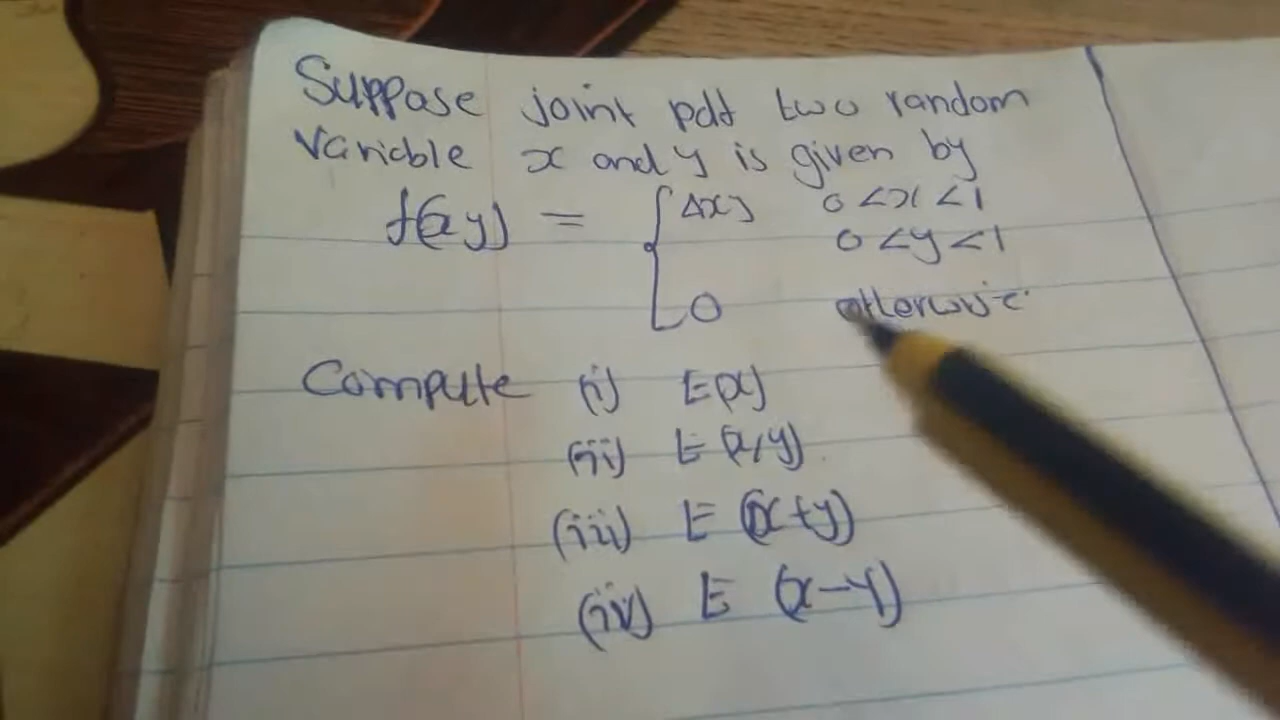 Suppose joint pdf two random
Variable x and y is given by
f(x y) = { 4xy 0 < x < 1
0 < y < 1
0 otherwise
Compute (i) E(x)
(ii) E(x,y)
(iii) E (x+y)
(iv) E (x-y)